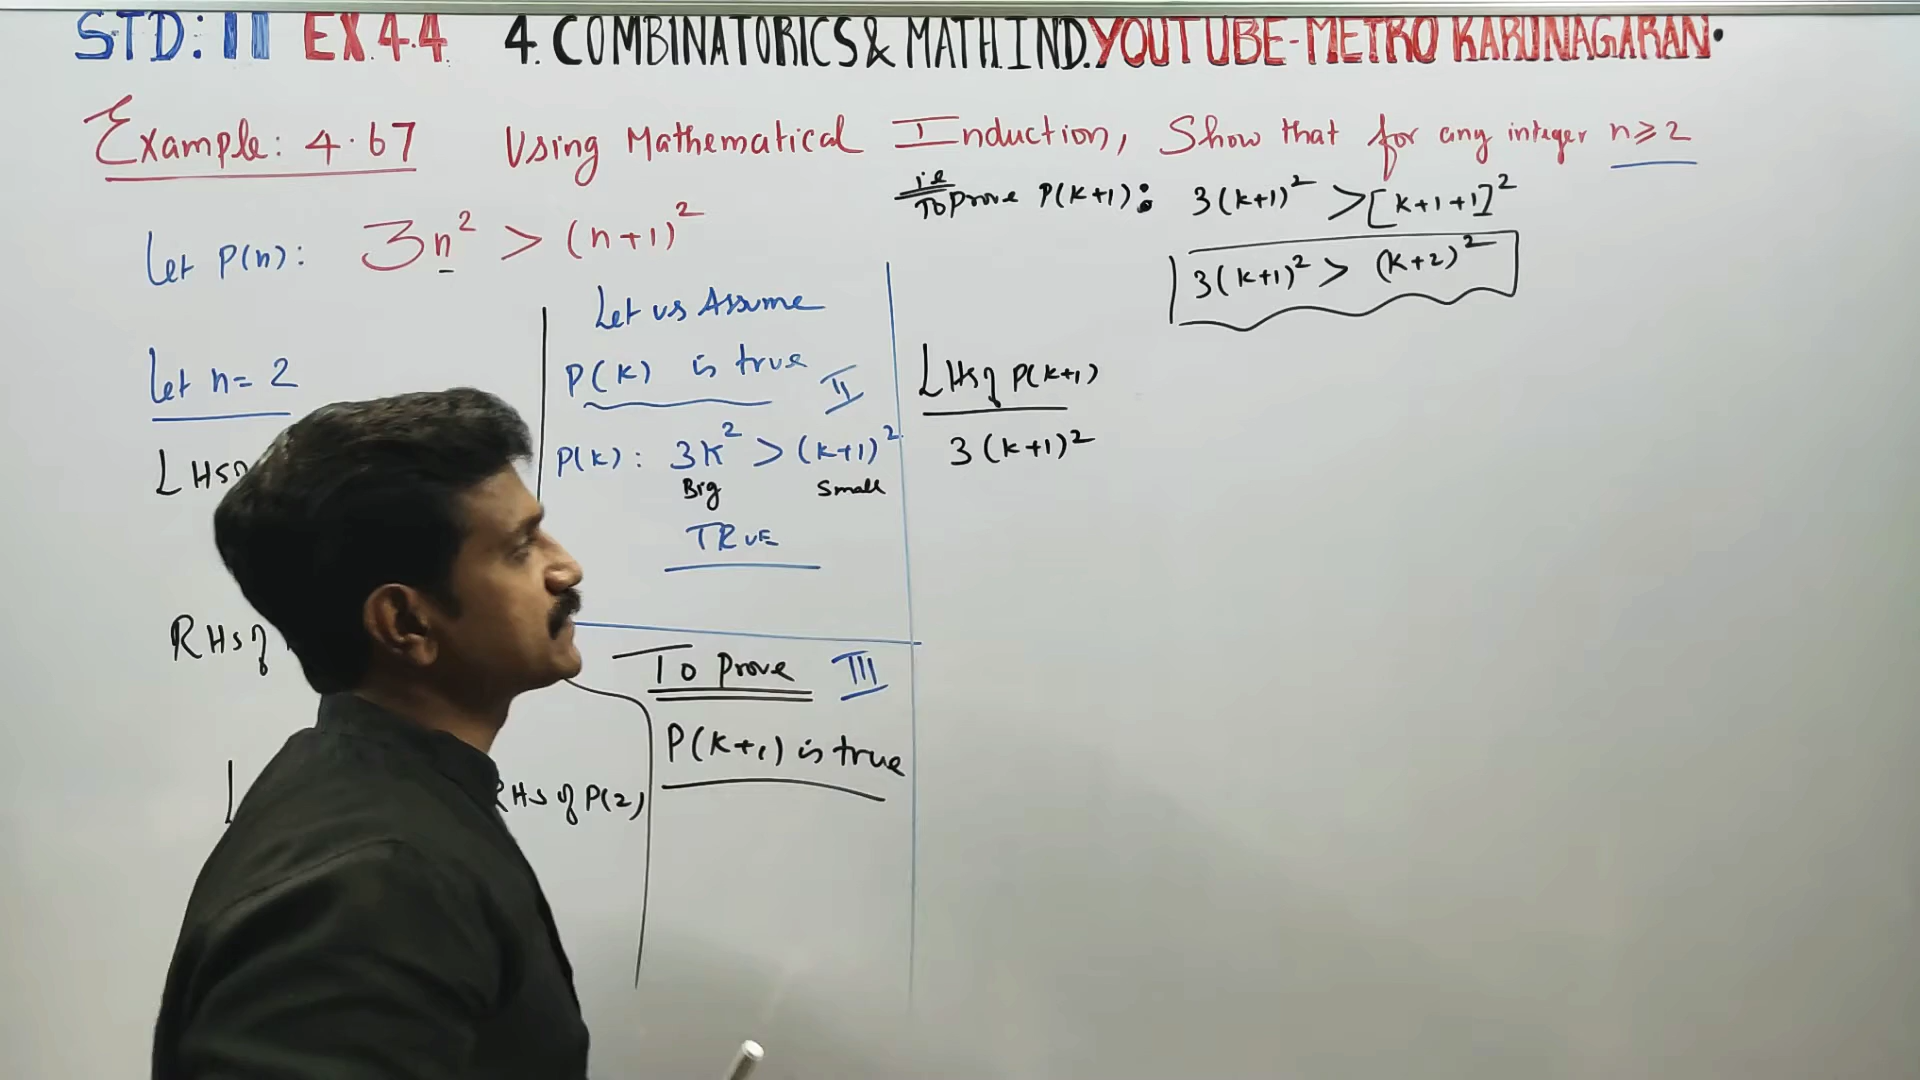 STD: 11 EX 4.4 4. COMBINATORICS & MATH.IND. YOUTUBE-METRO KARUNAGARAN.
Example: 4.67 Using Mathematical Induction, Show that for any integer n ≥ 2
Let P(n): 3n² > (n+1)²
ie To prove P(k+1): 3(k+1)² > [k+1+1]²
3(k+1)² > (k+2)²
Let n = 2
LHS
RHS of
RHS of P(2)
Let us Assume
P(k) is true II
P(k): 3k² > (k+1)²
Big Small
TRUE
To prove III
P(k+1) is true
LHS of P(k+1)
3(k+1)²